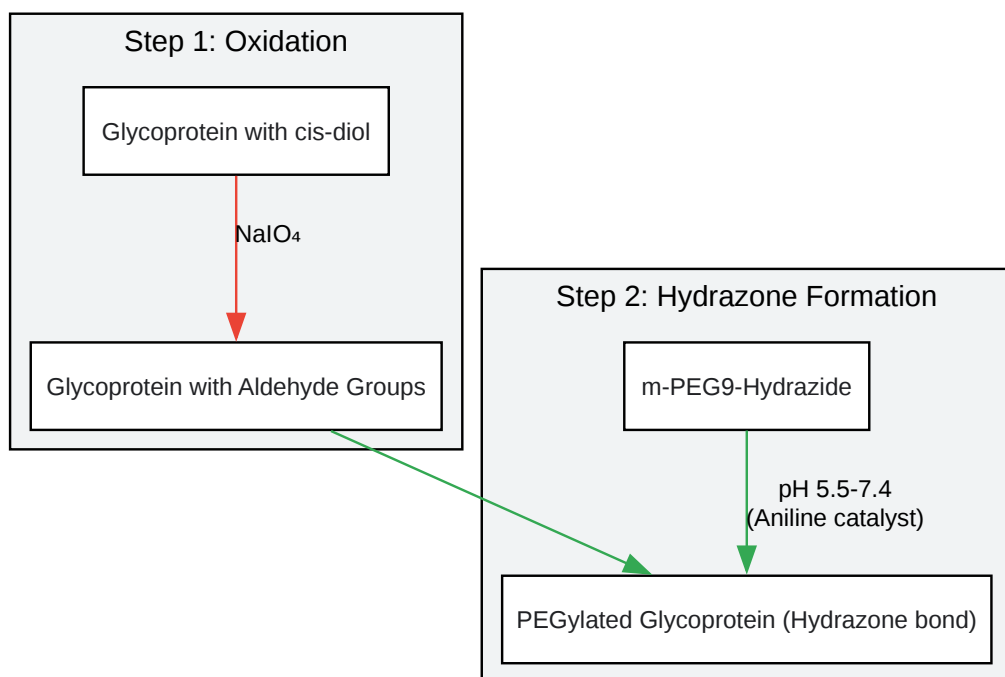 Step 1: Oxidation
Glycoprotein with cis-diol
NaIO₄
Glycoprotein with Aldehyde Groups
Step 2: Hydrazone Formation
m-PEG9-Hydrazide
pH 5.5-7.4
(Aniline catalyst)
PEGylated Glycoprotein (Hydrazone bond)